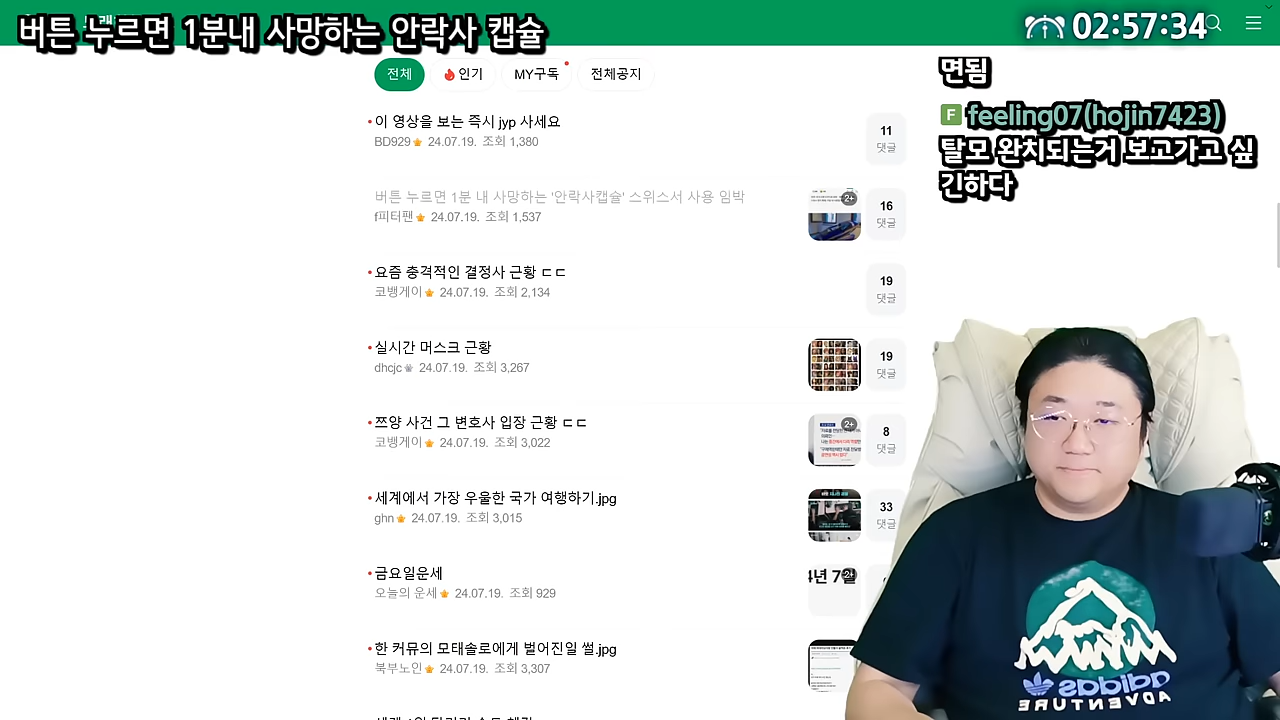 버튼 누르면 1분내 사망하는 안락사 캡슐
02:57:34
전체
인기
MY구독
전체공지
면됨
F feeling07(hojin7423)
탈모 완치되는거 보고가고 싶
긴하다
이 영상을 보는 즉시 jyp 사세요
BD929 24.07.19. 조회 1,380
11
댓글
버튼 누르면 1분 내 사망하는 '안락사캡슐' 스위스서 사용 임박
f피터팬 24.07.19. 조회 1,537
2+
16
댓글
요즘 충격적인 결정사 근황 ㄷㄷ
코뱅게이 24.07.19. 조회 2,134
19
댓글
실시간 머스크 근황
dhcjc 24.07.19. 조회 3,267
19
댓글
쯔양 사건 그 변호사 입장 근황 ㄷㄷ
코뱅게이 24.07.19. 조회 3,022
2+
8
댓글
세계에서 가장 우울한 국가 여행하기.jpg
ghn 24.07.19. 조회 3,015
33
댓글
금요일운세
오늘의 운세 24.07.19. 조회 929
4년 7월
2+
한 커뮤의 모태솔로에게 벌어진일 썰.jpg
북부노인 24.07.19. 조회 3,307
adidas
ADVENTURE